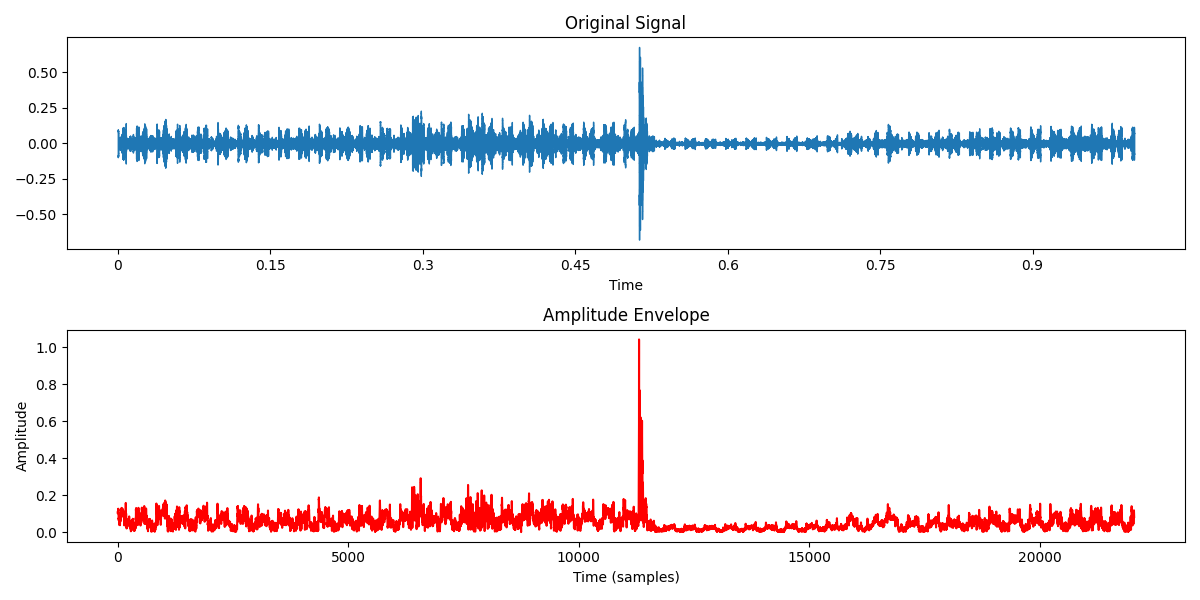 Original Signal
0.50
0.25
0.00
−0.25
−0.50
0 0.15 0.3 0.45 0.6 0.75 0.9
Time
Amplitude Envelope
Amplitude
1.0
0.8
0.6
0.4
0.2
0.0
0 5000 10000 15000 20000
Time (samples)